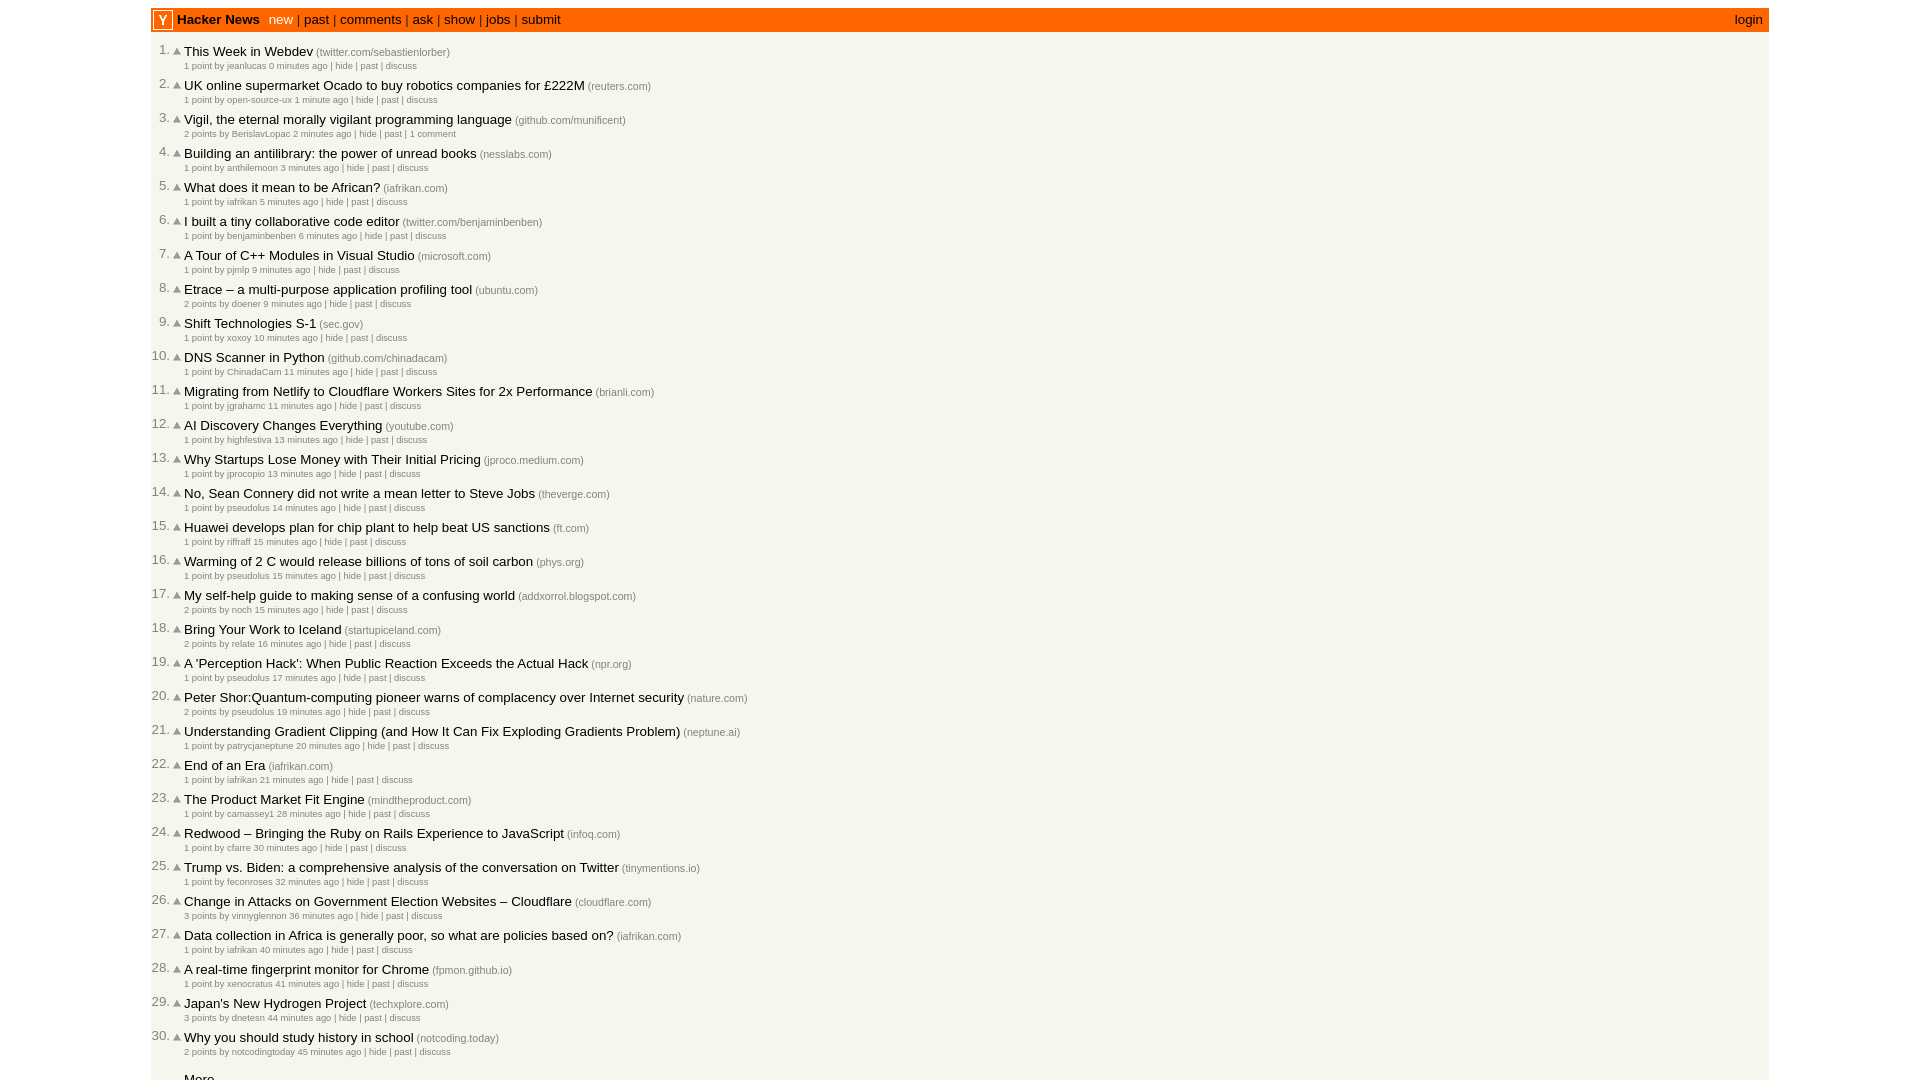 Y Hacker News new | past | comments | ask | show | jobs | submit login
1. This Week in Webdev (twitter.com/sebastienlorber)
1 point by jeanlucas 0 minutes ago | hide | past | discuss
2. UK online supermarket Ocado to buy robotics companies for £222M (reuters.com)
1 point by open-source-ux 1 minute ago | hide | past | discuss
3. Vigil, the eternal morally vigilant programming language (github.com/munificent)
2 points by BerislavLopac 2 minutes ago | hide | past | 1 comment
4. Building an antilibrary: the power of unread books (nesslabs.com)
1 point by anthilemoon 3 minutes ago | hide | past | discuss
5. What does it mean to be African? (iafrikan.com)
1 point by iafrikan 5 minutes ago | hide | past | discuss
6. I built a tiny collaborative code editor (twitter.com/benjaminbenben)
1 point by benjaminbenben 6 minutes ago | hide | past | discuss
7. A Tour of C++ Modules in Visual Studio (microsoft.com)
1 point by pjmlp 9 minutes ago | hide | past | discuss
8. Etrace – a multi-purpose application profiling tool (ubuntu.com)
2 points by doener 9 minutes ago | hide | past | discuss
9. Shift Technologies S-1 (sec.gov)
1 point by xoxoy 10 minutes ago | hide | past | discuss
10. DNS Scanner in Python (github.com/chinadacam)
1 point by ChinadaCam 11 minutes ago | hide | past | discuss
11. Migrating from Netlify to Cloudflare Workers Sites for 2x Performance (brianli.com)
1 point by jgrahamc 11 minutes ago | hide | past | discuss
12. AI Discovery Changes Everything (youtube.com)
1 point by highfestiva 13 minutes ago | hide | past | discuss
13. Why Startups Lose Money with Their Initial Pricing (jproco.medium.com)
1 point by jprocopio 13 minutes ago | hide | past | discuss
14. No, Sean Connery did not write a mean letter to Steve Jobs (theverge.com)
1 point by pseudolus 14 minutes ago | hide | past | discuss
15. Huawei develops plan for chip plant to help beat US sanctions (ft.com)
1 point by riffraff 15 minutes ago | hide | past | discuss
16. Warming of 2 C would release billions of tons of soil carbon (phys.org)
1 point by pseudolus 15 minutes ago | hide | past | discuss
17. My self-help guide to making sense of a confusing world (addxorrol.blogspot.com)
2 points by noch 15 minutes ago | hide | past | discuss
18. Bring Your Work to Iceland (startupiceland.com)
2 points by relate 16 minutes ago | hide | past | discuss
19. A 'Perception Hack': When Public Reaction Exceeds the Actual Hack (npr.org)
1 point by pseudolus 17 minutes ago | hide | past | discuss
20. Peter Shor:Quantum-computing pioneer warns of complacency over Internet security (nature.com)
2 points by pseudolus 19 minutes ago | hide | past | discuss
21. Understanding Gradient Clipping (and How It Can Fix Exploding Gradients Problem) (neptune.ai)
1 point by patrycjaneptune 20 minutes ago | hide | past | discuss
22. End of an Era (iafrikan.com)
1 point by iafrikan 21 minutes ago | hide | past | discuss
23. The Product Market Fit Engine (mindtheproduct.com)
1 point by camassey1 28 minutes ago | hide | past | discuss
24. Redwood – Bringing the Ruby on Rails Experience to JavaScript (infoq.com)
1 point by cfarre 30 minutes ago | hide | past | discuss
25. Trump vs. Biden: a comprehensive analysis of the conversation on Twitter (tinymentions.io)
1 point by feconroses 32 minutes ago | hide | past | discuss
26. Change in Attacks on Government Election Websites – Cloudflare (cloudflare.com)
3 points by vinnyglennon 36 minutes ago | hide | past | discuss
27. Data collection in Africa is generally poor, so what are policies based on? (iafrikan.com)
1 point by iafrikan 40 minutes ago | hide | past | discuss
28. A real-time fingerprint monitor for Chrome (fpmon.github.io)
1 point by xenocratus 41 minutes ago | hide | past | discuss
29. Japan's New Hydrogen Project (techxplore.com)
3 points by dnetesn 44 minutes ago | hide | past | discuss
30. Why you should study history in school (notcoding.today)
2 points by notcodingtoday 45 minutes ago | hide | past | discuss
More